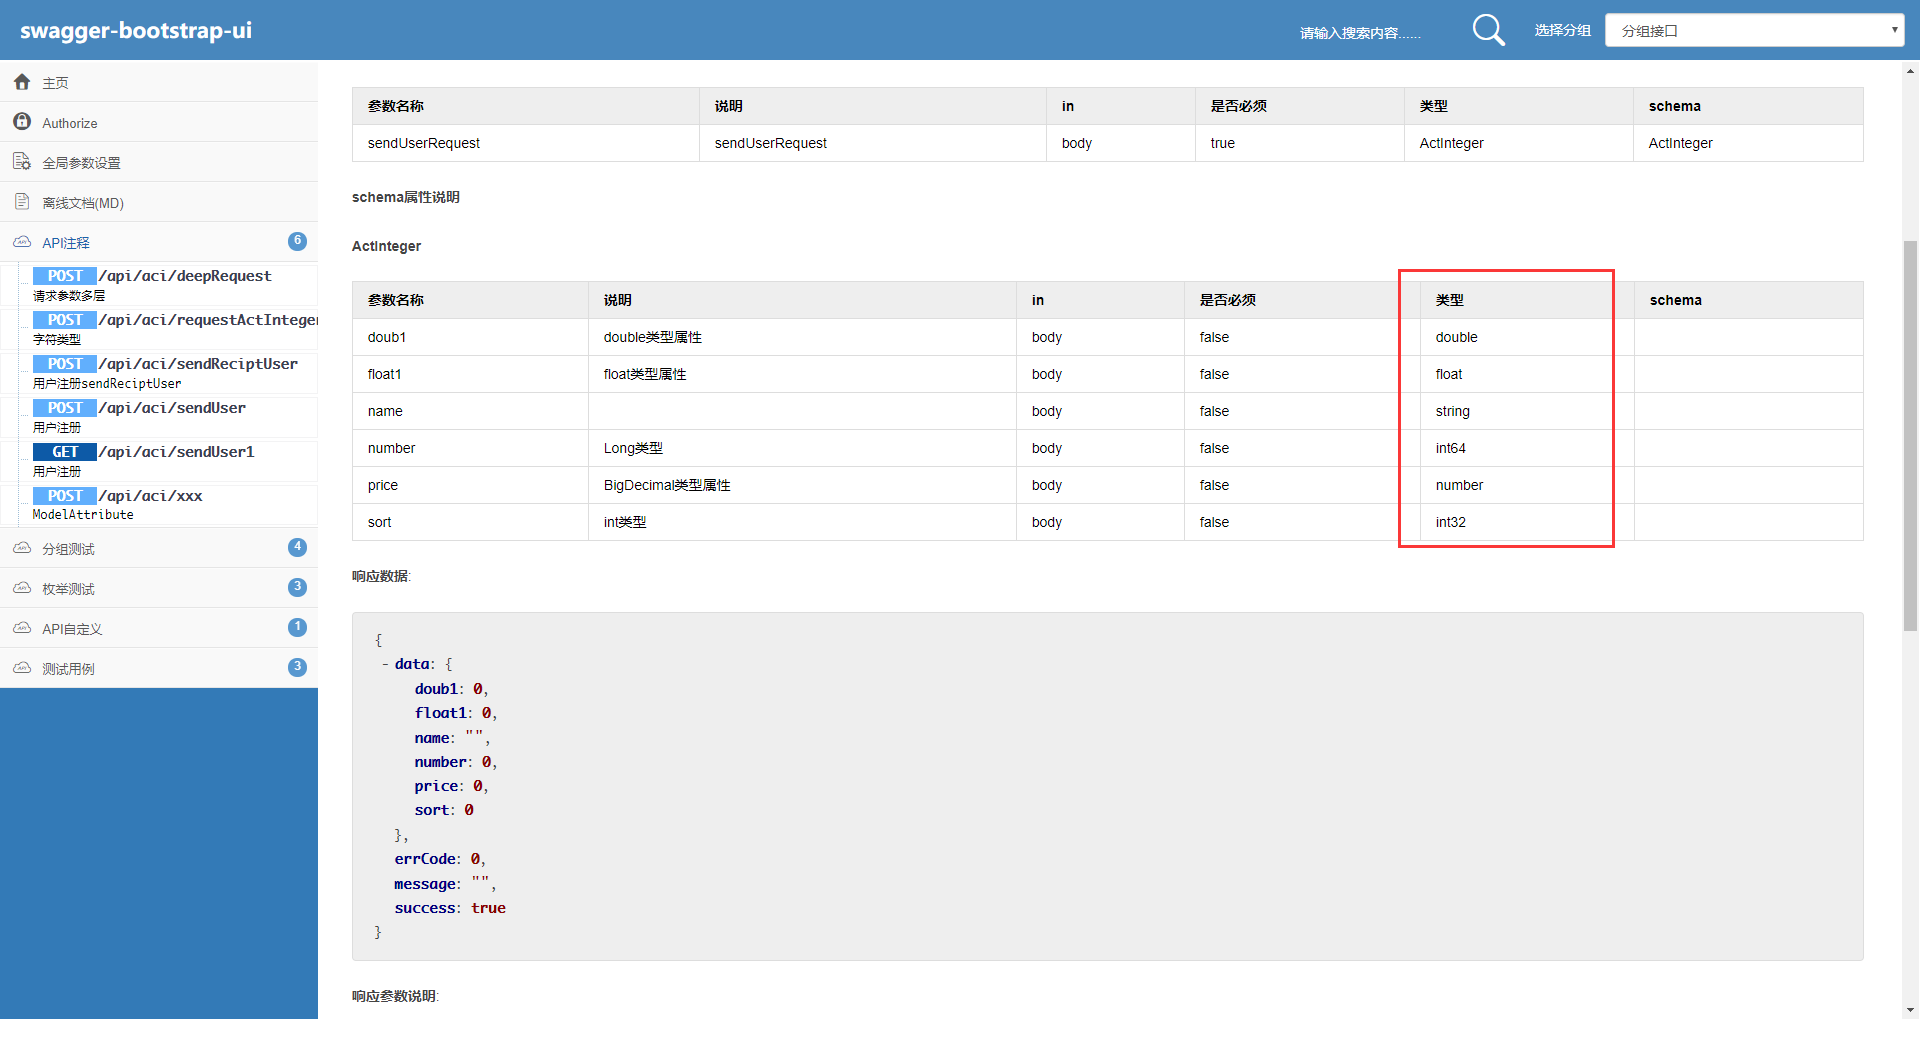 swagger-bootstrap-ui
请输入搜索内容......
选择分组
分组接口
主页
Authorize
全局参数设置
离线文档(MD)
API注释 6
POST /api/aci/deepRequest
请求参数多层
POST /api/aci/requestActInteger
字符类型
POST /api/aci/sendReciptUser
用户注册sendReciptUser
POST /api/aci/sendUser
用户注册
GET /api/aci/sendUser1
用户注册
POST /api/aci/xxx
ModelAttribute
分组测试 4
枚举测试 3
API自定义 1
测试用例 3
参数名称 说明 in 是否必须 类型 schema
sendUserRequest sendUserRequest body true ActInteger ActInteger
schema属性说明
ActInteger
参数名称 说明 in 是否必须 类型 schema
doub1 double类型属性 body false double
float1 float类型属性 body false float
name body false string
number Long类型 body false int64
price BigDecimal类型属性 body false number
sort int类型 body false int32
响应数据:
{
- data: {
doub1: 0,
float1: 0,
name: "",
number: 0,
price: 0,
sort: 0
},
errCode: 0,
message: "",
success: true
}
响应参数说明: